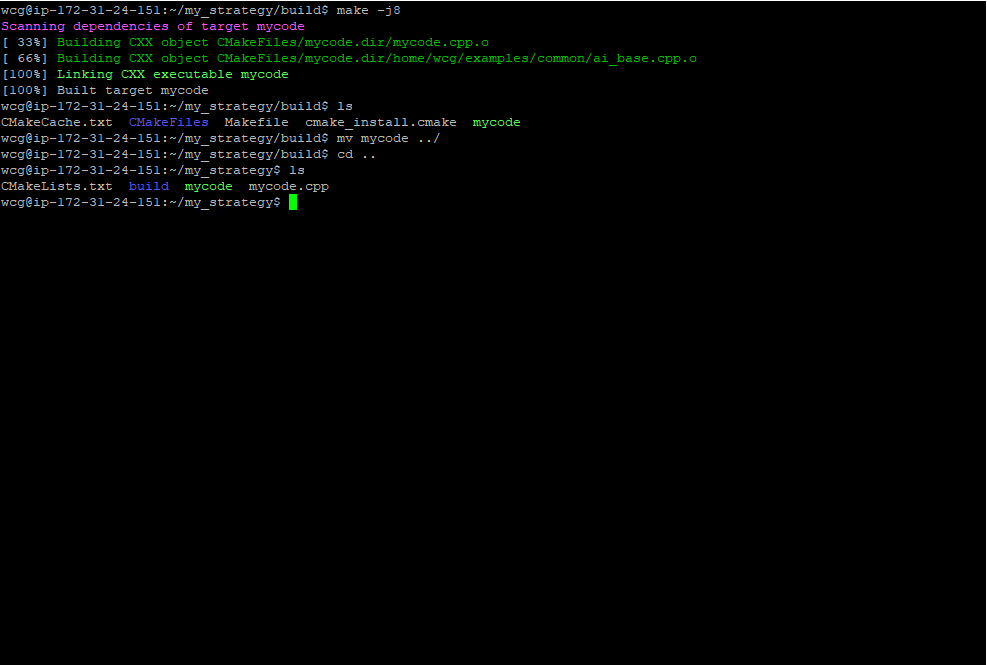 wcg@ip-172-31-24-151:~/my_strategy/build$ make -j8
Scanning dependencies of target mycode
[ 33%] Building CXX object CMakeFiles/mycode.dir/mycode.cpp.o
[ 66%] Building CXX object CMakeFiles/mycode.dir/home/wcg/examples/common/ai_base.cpp.o
[100%] Linking CXX executable mycode
[100%] Built target mycode
wcg@ip-172-31-24-151:~/my_strategy/build$ ls
CMakeCache.txt  CMakeFiles  Makefile  cmake_install.cmake  mycode
wcg@ip-172-31-24-151:~/my_strategy/build$ mv mycode ../
wcg@ip-172-31-24-151:~/my_strategy/build$ cd ..
wcg@ip-172-31-24-151:~/my_strategy$ ls
CMakeLists.txt  build  mycode  mycode.cpp
wcg@ip-172-31-24-151:~/my_strategy$